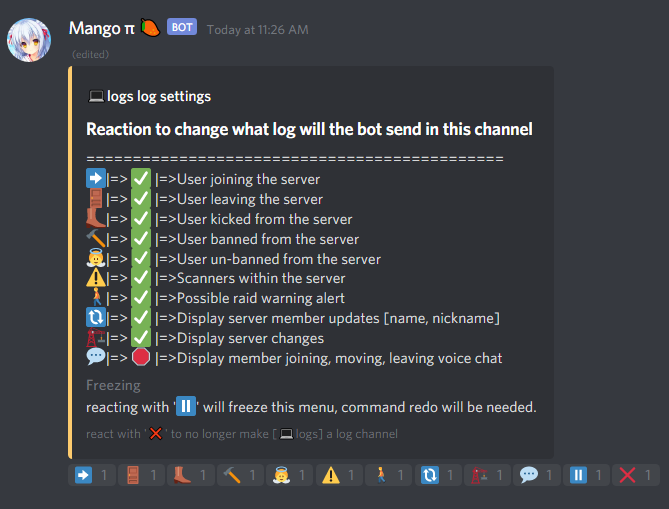 Mango π 🥭 BOT Today at 11:26 AM
(edited)
💻logs log settings
Reaction to change what log will the bot send in this channel
=============================================
➡️|=> ✅ |=>User joining the server
🚪|=> ✅ |=>User leaving the server
👢|=> ✅ |=>User kicked from the server
🔨|=> ✅ |=>User banned from the server
👼|=> ✅ |=>User un-banned from the server
⚠️|=> ✅ |=>Scanners within the server
🚶|=> ✅ |=>Possible raid warning alert
🔃|=> ✅ |=>Display server member updates [name, nickname]
🏗️|=> ✅ |=>Display server changes
💬|=> 🛑 |=>Display member joining, moving, leaving voice chat
Freezing
reacting with '⏸️' will freeze this menu, command redo will be needed.
react with '❌' to no longer make [💻logs] a log channel
➡️ 1 🚪 1 👢 1 🔨 1 👼 1 ⚠️ 1 🚶 1 🔃 1 🏗️ 1 💬 1 ⏸️ 1 ❌ 1